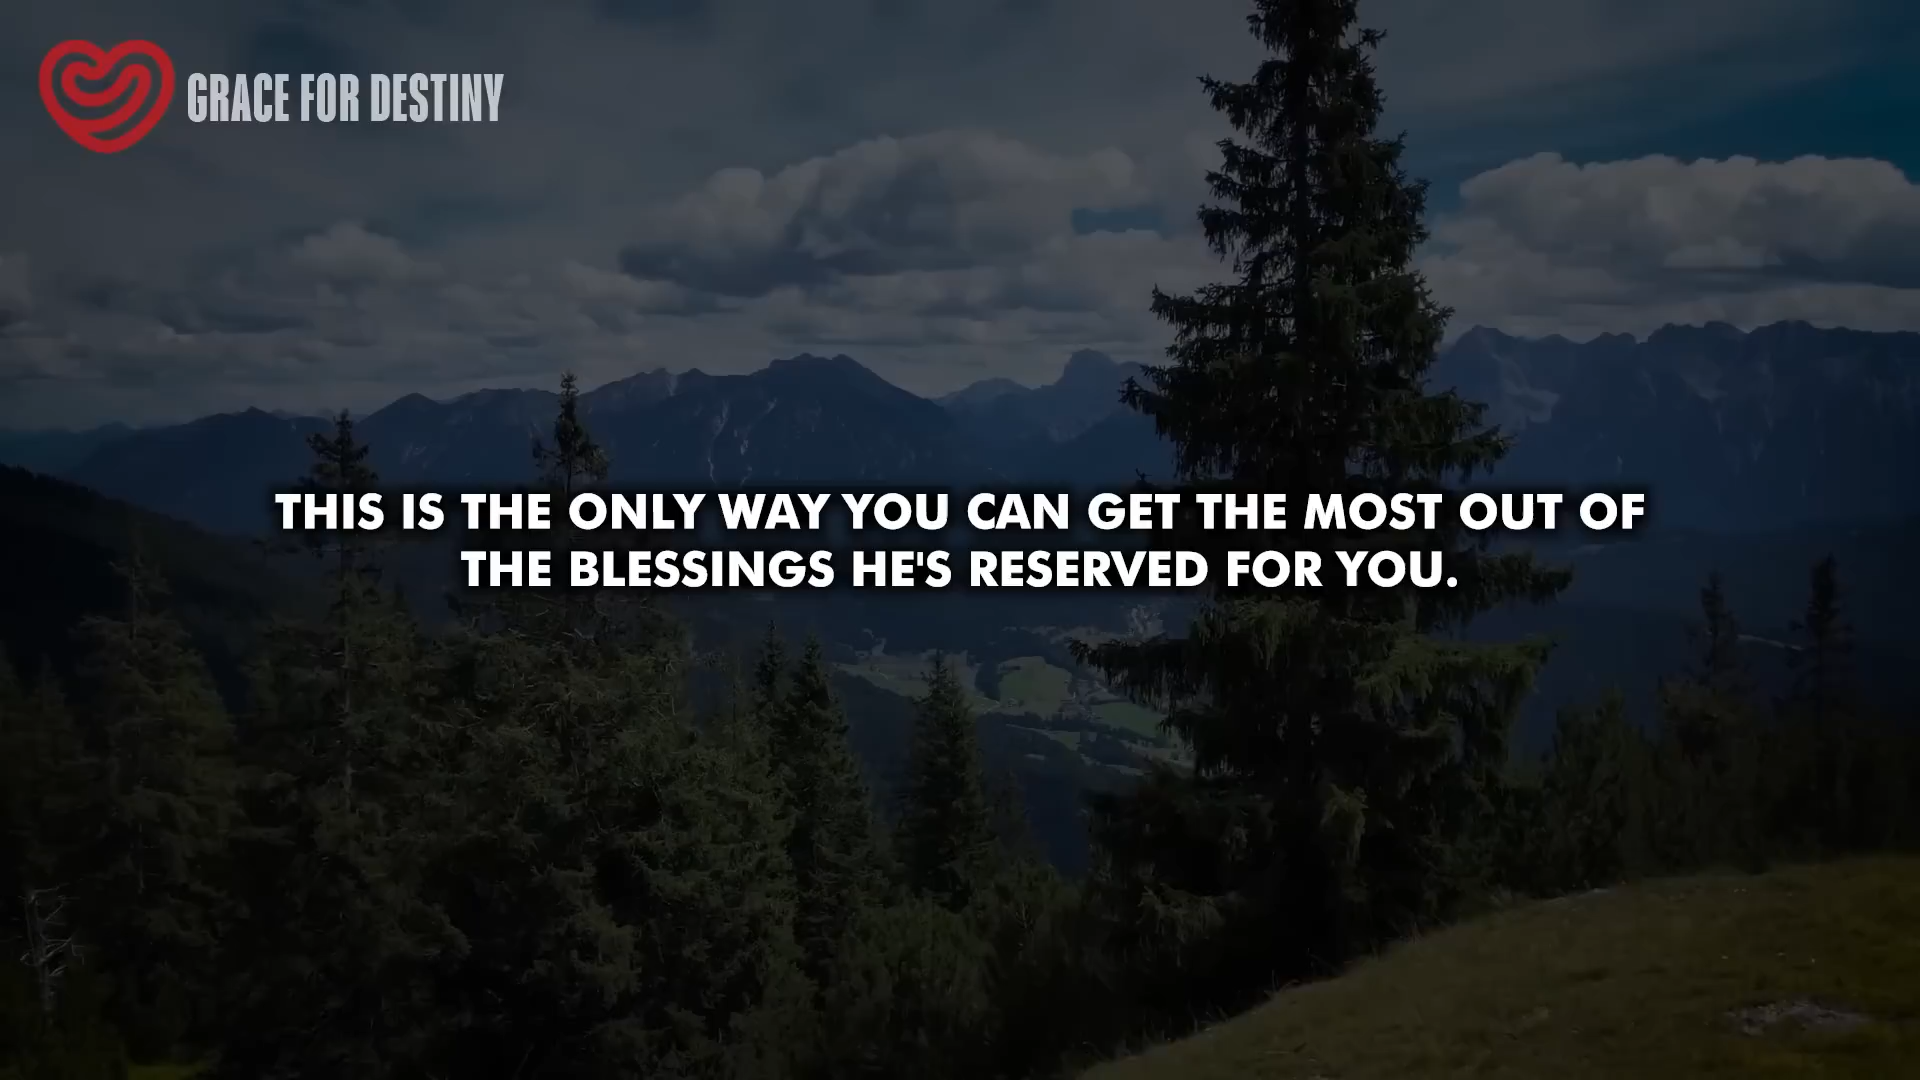 GRACE FOR DESTINY
THIS IS THE ONLY WAY YOU CAN GET THE MOST OUT OF
THE BLESSINGS HE'S RESERVED FOR YOU.